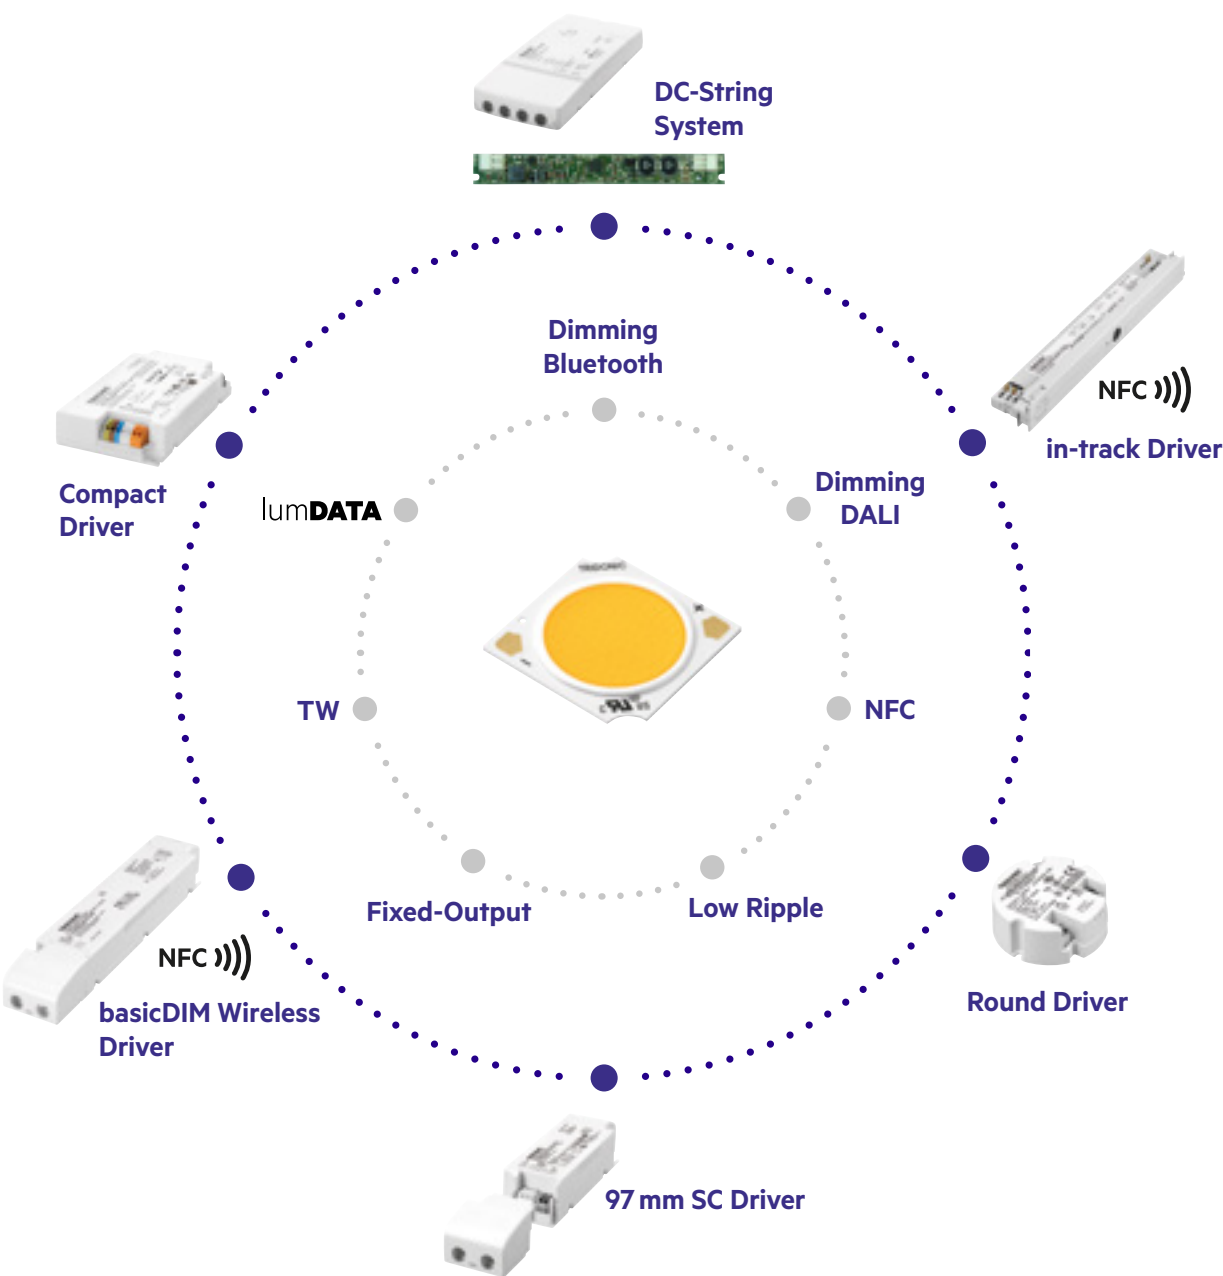 DC-String
System
Dimming
Bluetooth
NFC
in-track Driver
Compact
Driver
lumDATA
Dimming
DALI
TRIDONIC
TW
NFC
Fixed-Output
Low Ripple
NFC
basicDIM Wireless
Driver
Round Driver
97 mm SC Driver